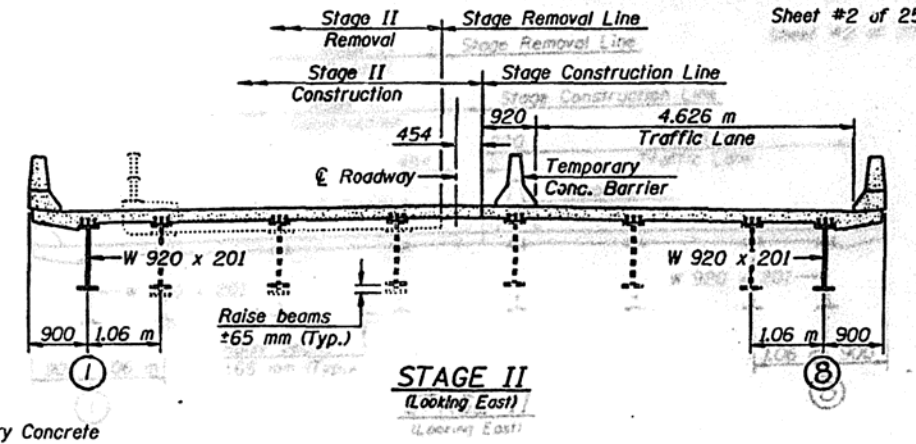 Sheet #2 of 25
Stage II
Removal
Stage Removal Line
Stage II
Construction
Stage Construction Line
920
4.626 m
Traffic Lane
454
℄ Roadway
Temporary
Conc. Barrier
W 920 x 201
W 920 x 201
Raise beams
±65 mm (Typ.)
900
1.06 m
1.06 m
900
1
8
STAGE II
(Looking East)
ry Concrete